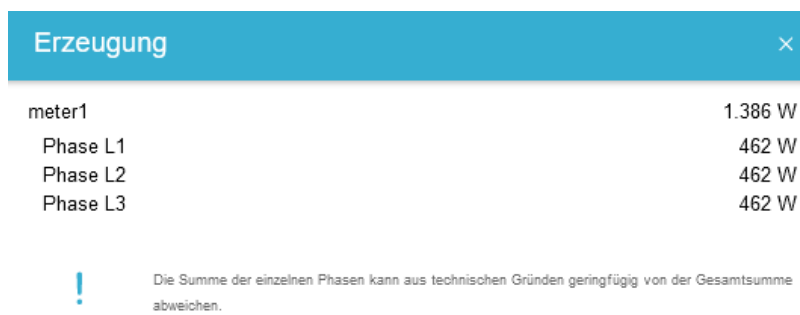 Erzeugung ×
meter1 1.386 W
Phase L1 462 W
Phase L2 462 W
Phase L3 462 W
! Die Summe der einzelnen Phasen kann aus technischen Gründen geringfügig von der Gesamtsumme
abweichen.